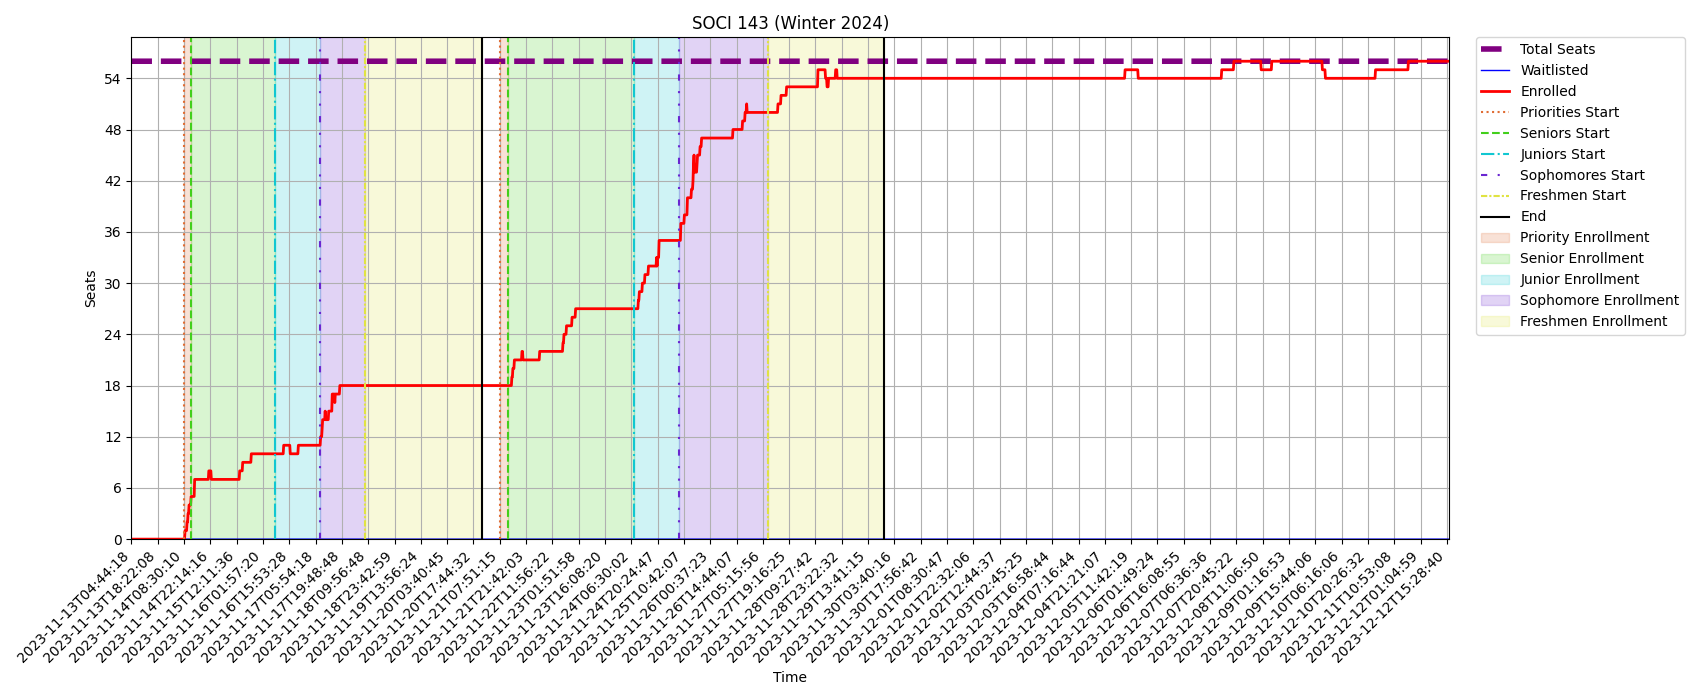 SOCI 143 (Winter 2024)
Seats
54
48
42
36
30
24
18
12
6
0
2023-11-13T04:44:18
2023-11-13T18:22:08
2023-11-14T08:30:10
2023-11-14T22:14:16
2023-11-15T12:11:36
2023-11-16T01:57:20
2023-11-16T15:53:28
2023-11-17T05:54:18
2023-11-17T19:48:48
2023-11-18T09:56:48
2023-11-18T23:42:59
2023-11-19T13:56:24
2023-11-20T03:40:45
2023-11-20T17:44:32
2023-11-21T07:51:15
2023-11-21T21:42:03
2023-11-22T11:56:22
2023-11-23T01:51:58
2023-11-23T16:08:20
2023-11-24T06:30:02
2023-11-24T20:24:47
2023-11-25T10:42:07
2023-11-26T00:37:23
2023-11-26T14:44:07
2023-11-27T05:15:56
2023-11-27T19:16:25
2023-11-28T09:27:42
2023-11-28T23:22:32
2023-11-29T13:41:15
2023-11-30T03:40:16
2023-11-30T17:56:42
2023-12-01T08:30:47
2023-12-01T22:32:06
2023-12-02T12:44:37
2023-12-03T02:45:25
2023-12-03T16:58:44
2023-12-04T07:16:44
2023-12-04T21:21:07
2023-12-05T11:42:19
2023-12-06T01:49:24
2023-12-06T16:08:55
2023-12-07T06:36:36
2023-12-07T20:45:22
2023-12-08T11:06:50
2023-12-09T01:16:53
2023-12-09T15:44:06
2023-12-10T06:16:06
2023-12-10T20:26:32
2023-12-11T10:53:08
2023-12-12T01:04:59
2023-12-12T15:28:40
Time
Total Seats
Waitlisted
Enrolled
Priorities Start
Seniors Start
Juniors Start
Sophomores Start
Freshmen Start
End
Priority Enrollment
Senior Enrollment
Junior Enrollment
Sophomore Enrollment
Freshmen Enrollment